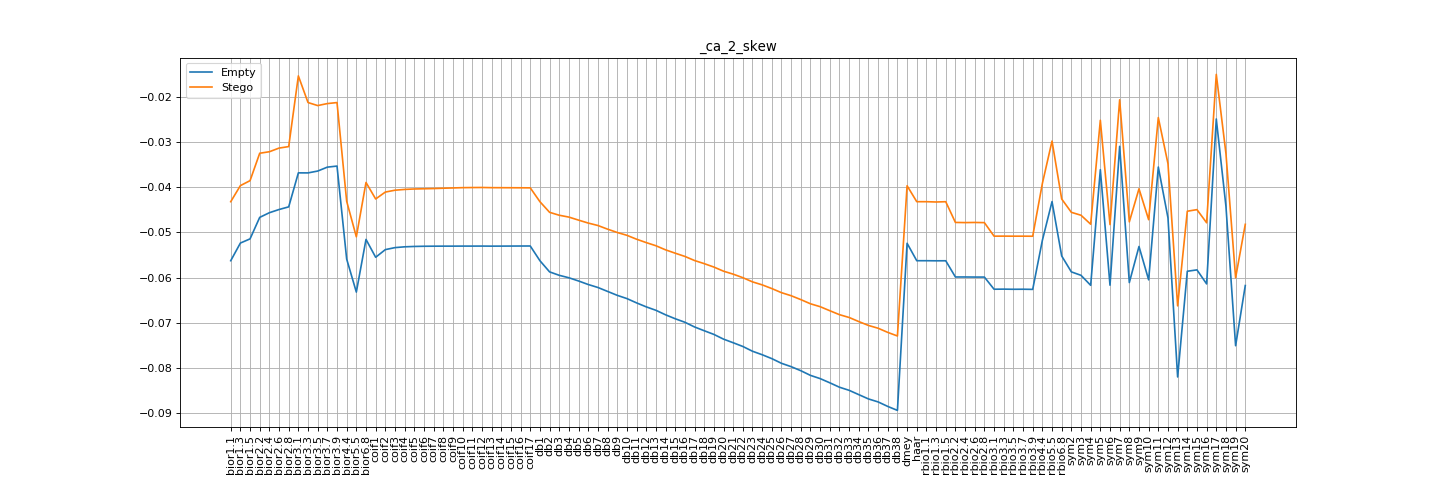 _ca_2_skew
Empty
Stego
−0.02
−0.03
−0.04
−0.05
−0.06
−0.07
−0.08
−0.09
bior1.1
bior1.3
bior1.5
bior2.2
bior2.4
bior2.6
bior2.8
bior3.1
bior3.3
bior3.5
bior3.7
bior3.9
bior4.4
bior5.5
bior6.8
coif1
coif2
coif3
coif4
coif5
coif6
coif7
coif8
coif9
coif10
coif11
coif12
coif13
coif14
coif15
coif16
coif17
db1
db2
db3
db4
db5
db6
db7
db8
db9
db10
db11
db12
db13
db14
db15
db16
db17
db18
db19
db20
db21
db22
db23
db24
db25
db26
db27
db28
db29
db30
db31
db32
db33
db34
db35
db36
db37
db38
dmey
haar
rbio1.1
rbio1.3
rbio1.5
rbio2.2
rbio2.4
rbio2.6
rbio2.8
rbio3.1
rbio3.3
rbio3.5
rbio3.7
rbio3.9
rbio4.4
rbio5.5
rbio6.8
sym2
sym3
sym4
sym5
sym6
sym7
sym8
sym9
sym10
sym11
sym12
sym13
sym14
sym15
sym16
sym17
sym18
sym19
sym20